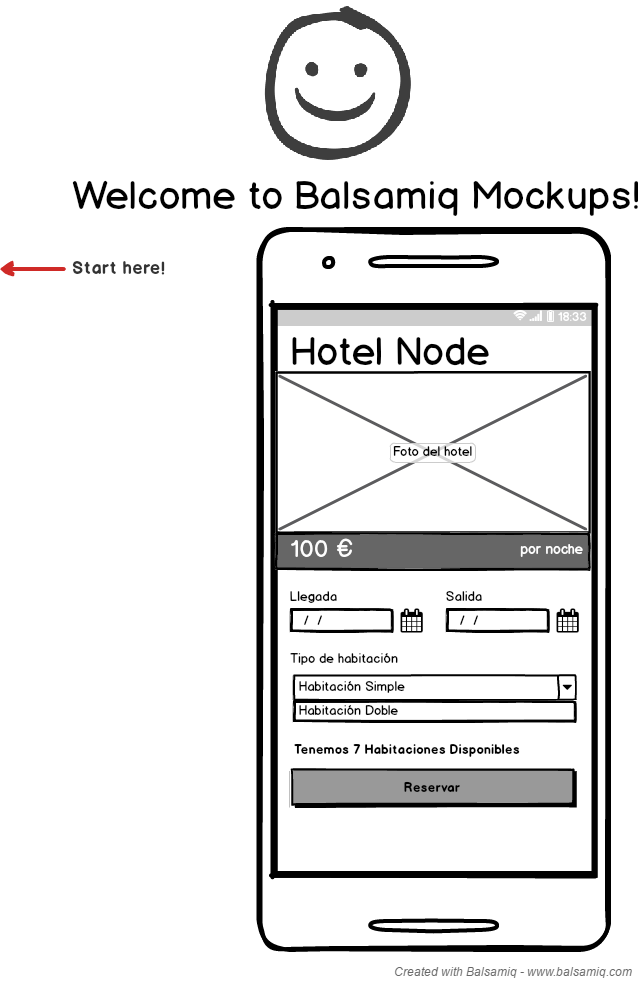 Welcome to Balsamiq Mockups!
Start here!
18:33
Hotel Node
Foto del hotel
100 € por noche
Llegada Salida
/ / / /
Tipo de habitación
Habitación Simple
Habitación Doble
Tenemos 7 Habitaciones Disponibles
Reservar
Created with Balsamiq - www.balsamiq.com